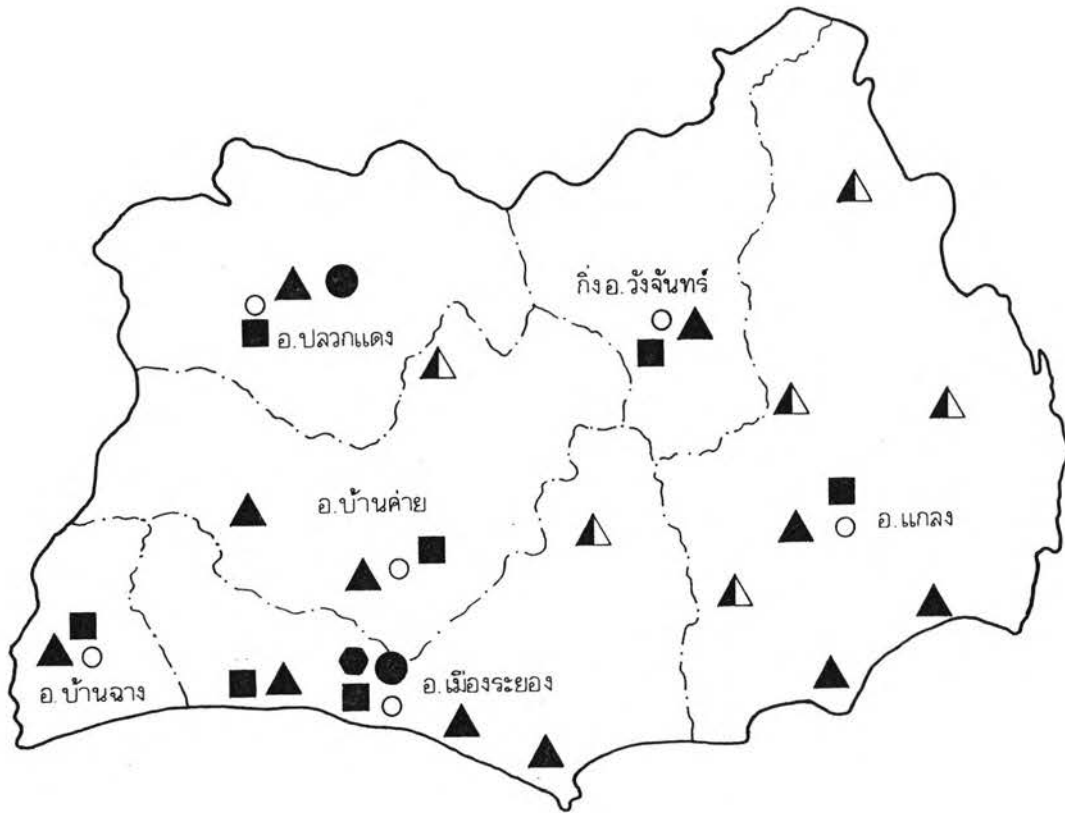 กิ่งอ.วังจันทร์
อ.ปลวกแดง
อ.บ้านค่าย
อ.แกลง
อ.บ้านฉาง
อ.เมืองระยอง